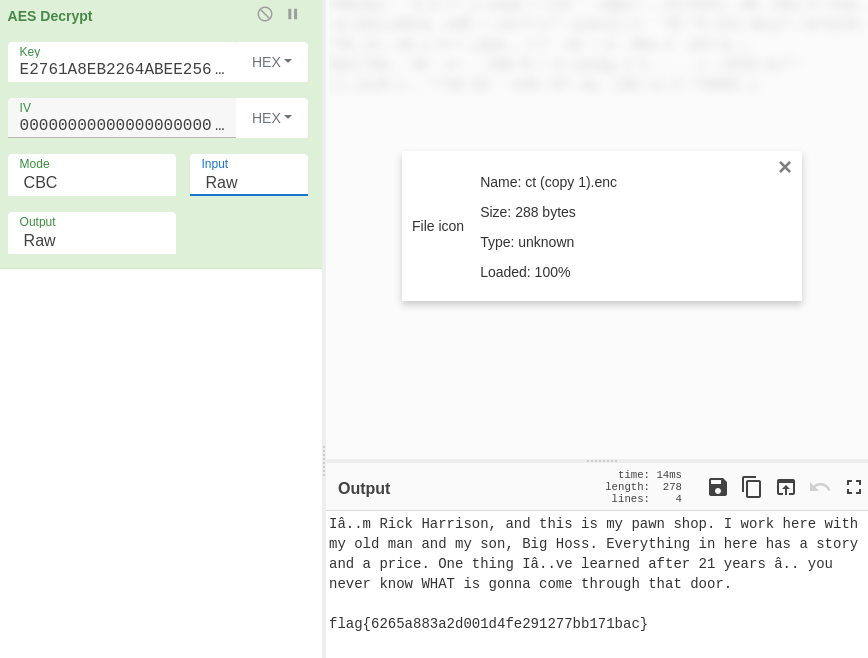 AES Decrypt
Key
E2761A8EB2264ABEE256…
HEX
IV
00000000000000000000…
HEX
Mode
CBC
Input
Raw
Output
Raw
File icon
Name: ct (copy 1).enc
Size: 288 bytes
Type: unknown
Loaded: 100%
Output
time: 14ms
length: 278
lines: 4
Iâ..m Rick Harrison, and this is my pawn shop. I work here with
my old man and my son, Big Hoss. Everything in here has a story
and a price. One thing Iâ..ve learned after 21 years â.. you
never know WHAT is gonna come through that door.
flag{6265a883a2d001d4fe291277bb171bac}